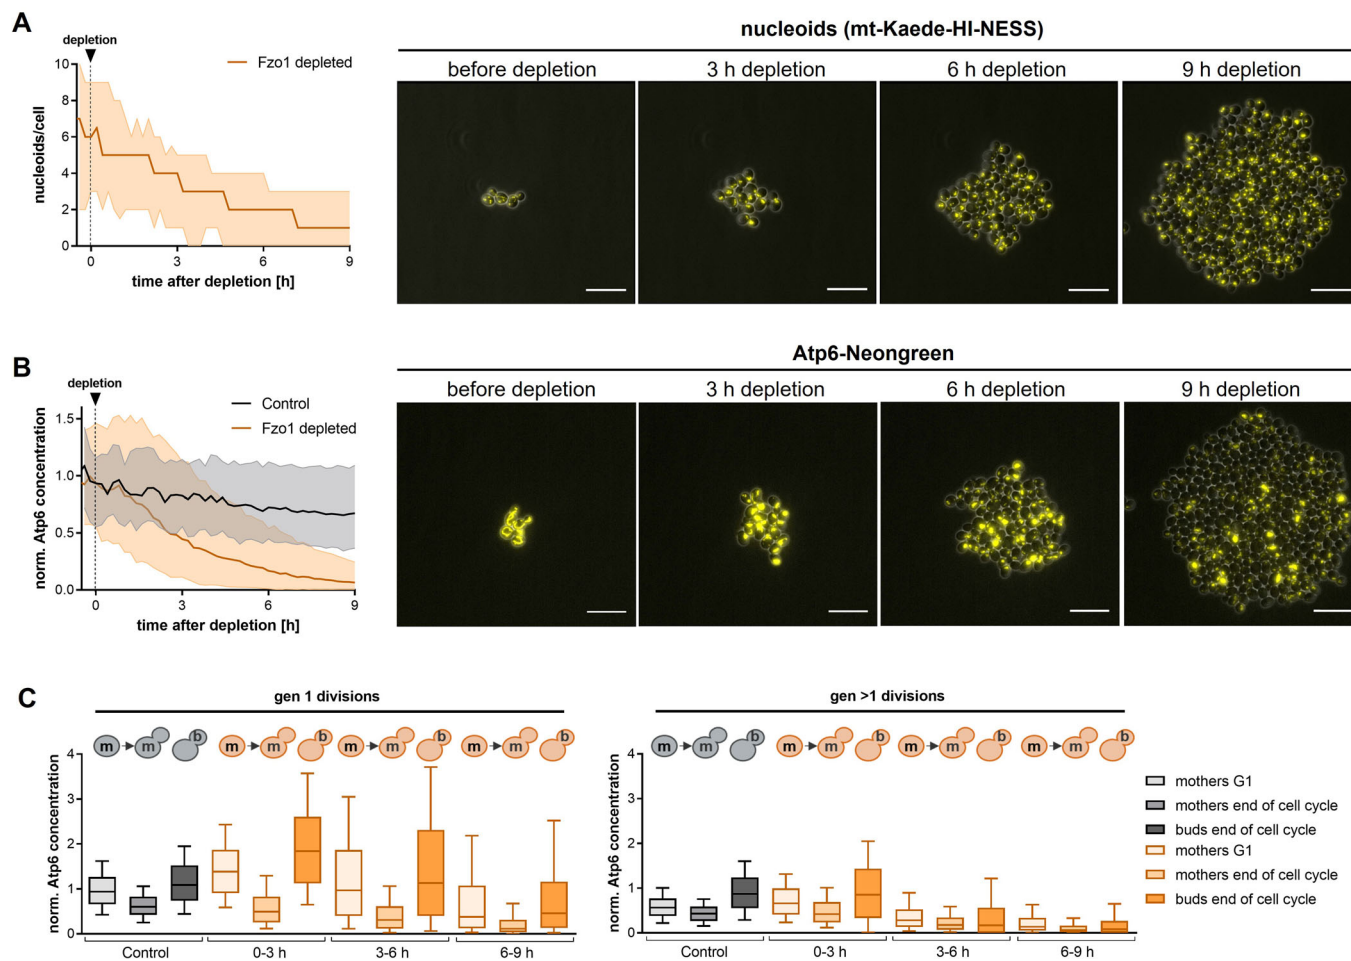 A
depletion
Fzo1 depleted
nucleoids/cell
10
8
6
4
2
0
0
3
6
9
time after depletion [h]
nucleoids (mt-Kaede-HI-NESS)
before depletion
3 h depletion
6 h depletion
9 h depletion
B
depletion
Control
Fzo1 depleted
norm. Atp6 concentration
1.5
1.0
0.5
0.0
0
3
6
9
time after depletion [h]
Atp6-Neongreen
before depletion
3 h depletion
6 h depletion
9 h depletion
C
gen 1 divisions
m m b m m b m m b m m b
norm. Atp6 concentration
4
3
2
1
0
Control
0-3 h
3-6 h
6-9 h
gen >1 divisions
m m b m m b m m b m m b
norm. Atp6 concentration
4
3
2
1
0
Control
0-3 h
3-6 h
6-9 h
mothers G1
mothers end of cell cycle
buds end of cell cycle
mothers G1
mothers end of cell cycle
buds end of cell cycle